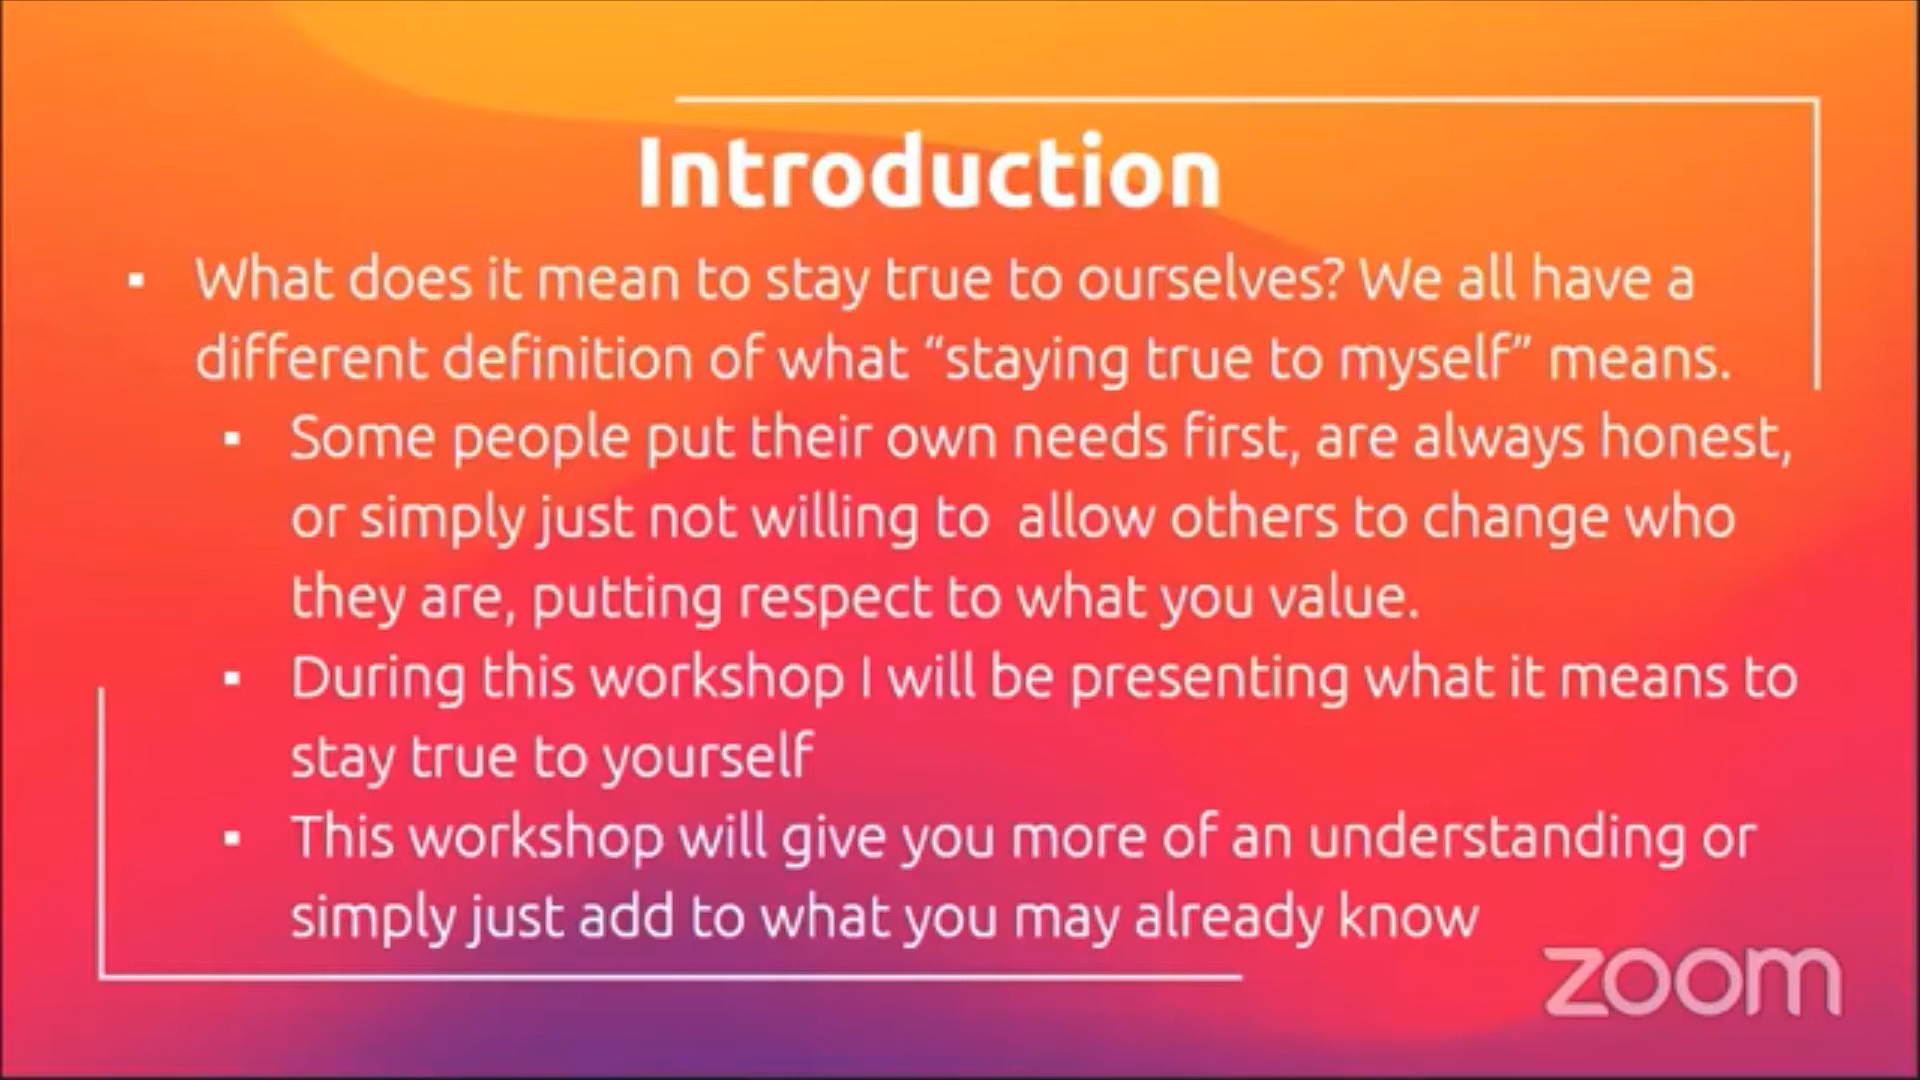 Introduction
▪ What does it mean to stay true to ourselves? We all have a
different definition of what “staying true to myself” means.
▪ Some people put their own needs first, are always honest,
or simply just not willing to  allow others to change who
they are, putting respect to what you value.
▪ During this workshop I will be presenting what it means to
stay true to yourself
▪ This workshop will give you more of an understanding or
simply just add to what you may already know
zoom